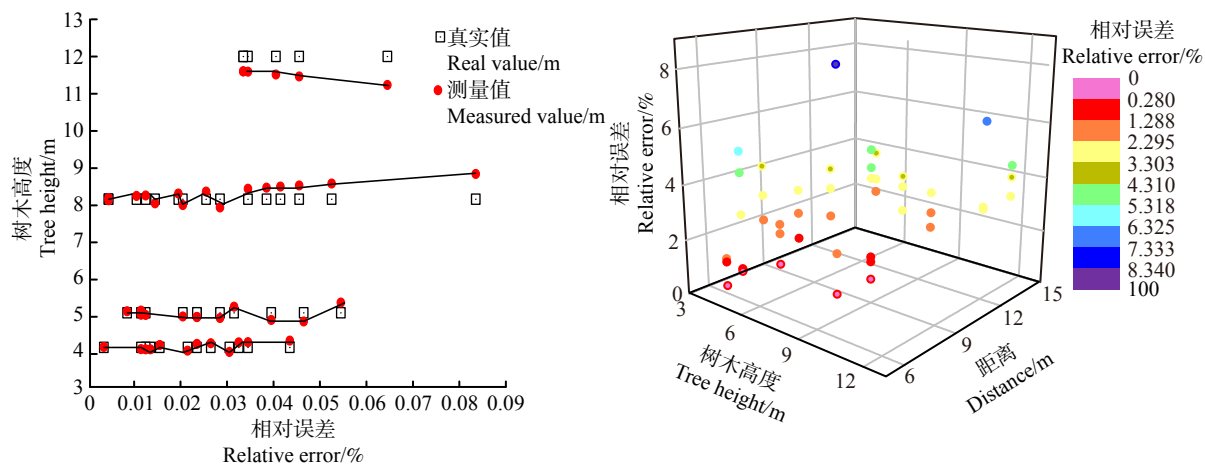 13
12
11
10
9
8
7
6
5
4
3
树木高度
Tree height/m
0
0.01
0.02
0.03
0.04
0.05
0.06
0.07
0.08
0.09
相对误差
Relative error/%
真实值
Real value/m
测量值
Measured value/m
8
6
4
2
0
相对误差
Relative error/%
3
6
9
12
树木高度
Tree height/m
6
9
12
15
距离
Distance/m
相对误差
Relative error/%
0
0.280
1.288
2.295
3.303
4.310
5.318
6.325
7.333
8.340
100